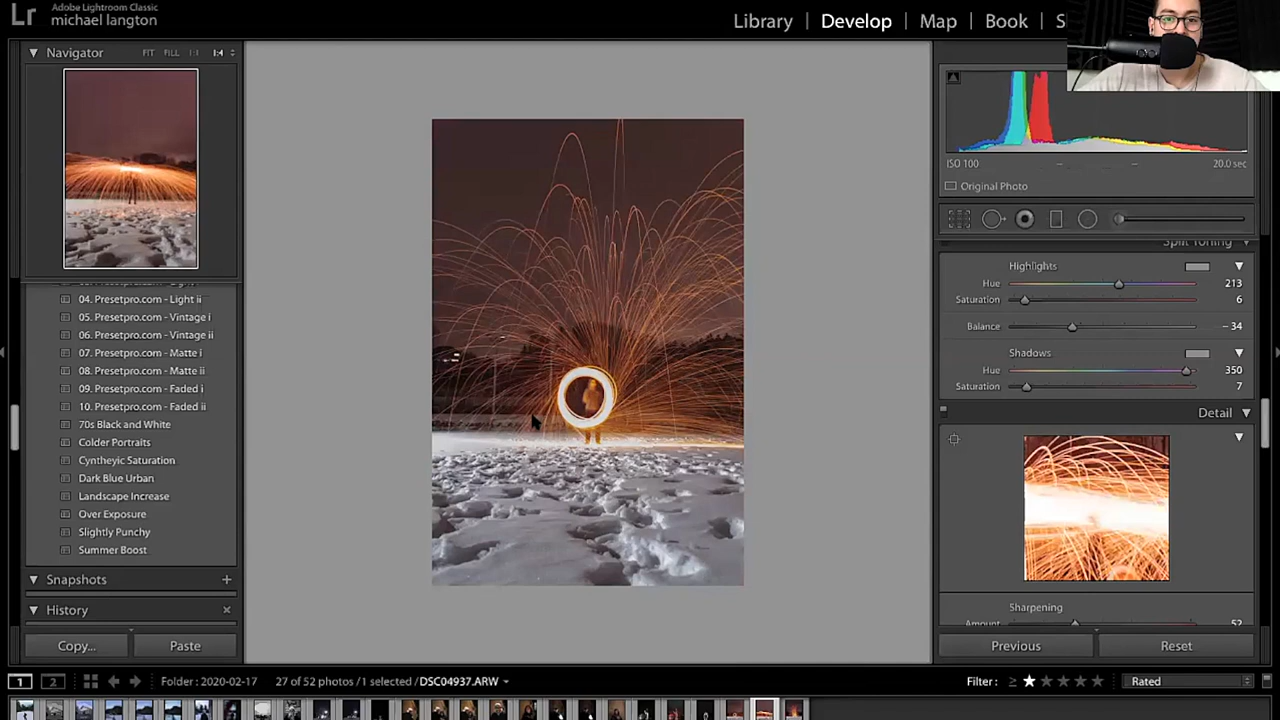 Lr Adobe Lightroom Classic
michael langton
Library | Develop | Map | Book | S
Navigator FIT FILL 1:1 1:4
04. Presetpro.com - Light ii
05. Presetpro.com - Vintage i
06. Presetpro.com - Vintage ii
07. Presetpro.com - Matte i
08. Presetpro.com - Matte ii
09. Presetpro.com - Faded i
10. Presetpro.com - Faded ii
70s Black and White
Colder Portraits
Cyntheyic Saturation
Dark Blue Urban
Landscape Increase
Over Exposure
Slightly Punchy
Summer Boost
Snapshots +
History ×
Copy... Paste
ISO 100 – – 20.0 sec
Original Photo
Split Toning
Highlights
Hue 213
Saturation 6
Balance – 34
Shadows
Hue 350
Saturation 7
Detail
Sharpening
Amount 52
Previous Reset
1 2 Folder : 2020-02-17 27 of 52 photos /1 selected /DSC04937.ARW Filter : ≥ ★★★★★ Rated